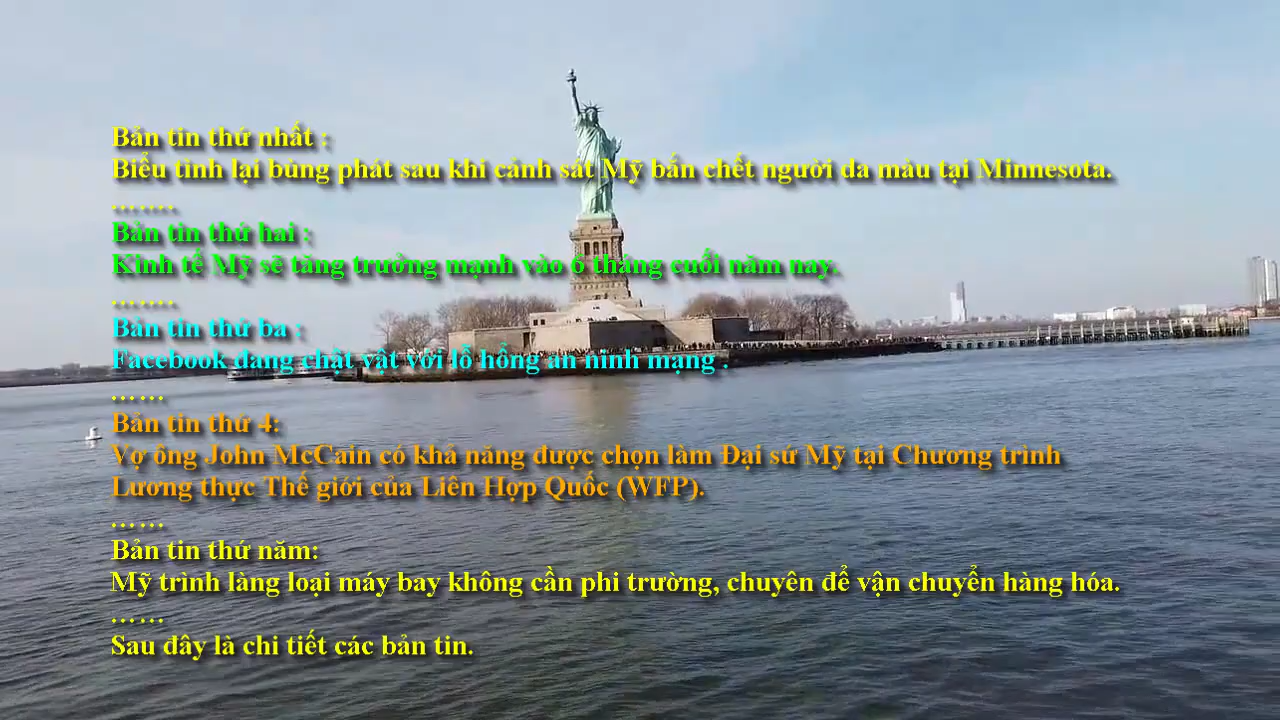 Bản tin thứ nhất :
Biểu tình lại bùng phát sau khi cảnh sát Mỹ bắn chết người da màu tại Minnesota.
…….
Bản tin thứ hai :
Kinh tế Mỹ sẽ tăng trưởng mạnh vào 6 tháng cuối năm nay.
…….
Bản tin thứ ba :
Facebook đang chật vật với lỗ hổng an ninh mạng .
……
Bản tin thứ 4:
Vợ ông John McCain có khả năng được chọn làm Đại sứ Mỹ tại Chương trình
Lương thực Thế giới của Liên Hợp Quốc (WFP).
……
Bản tin thứ năm:
Mỹ trình làng loại máy bay không cần phi trường, chuyên để vận chuyển hàng hóa.
……
Sau đây là chi tiết các bản tin.